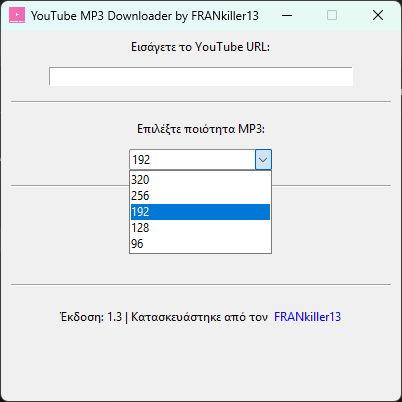 YouTube MP3 Downloader by FRANkiller13
Εισάγετε το YouTube URL:
Επιλέξτε ποιότητα MP3:
192
320
256
192
128
96
Έκδοση: 1.3 | Κατασκευάστηκε από τον FRANkiller13